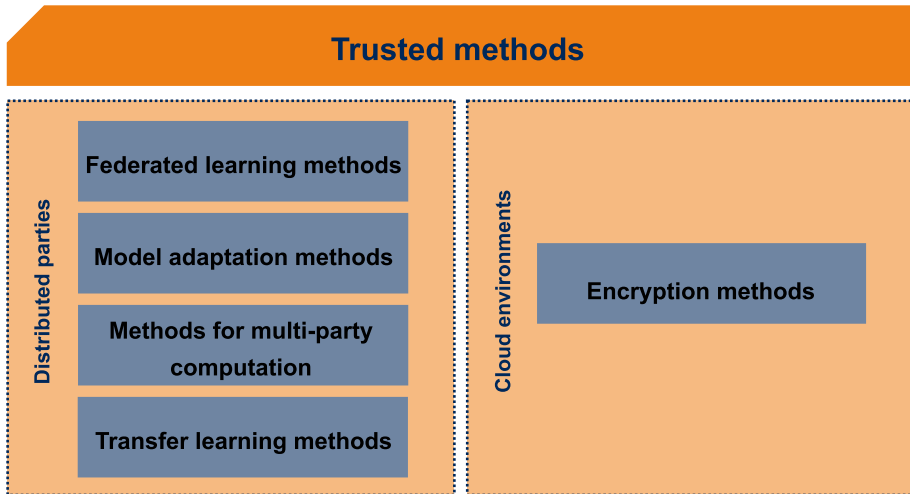 Trusted methods
Distributed parties
Federated learning methods
Model adaptation methods
Methods for multi-party
computation
Transfer learning methods
Cloud environments
Encryption methods